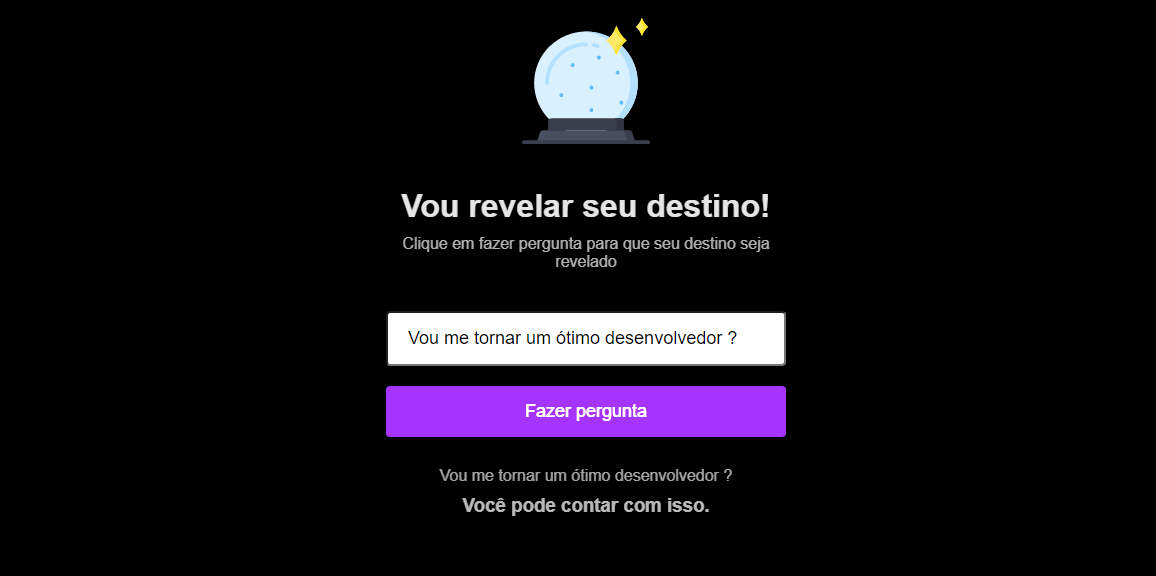 Vou revelar seu destino!
Clique em fazer pergunta para que seu destino seja
revelado
Vou me tornar um ótimo desenvolvedor ?
Fazer pergunta
Vou me tornar um ótimo desenvolvedor ?
Você pode contar com isso.